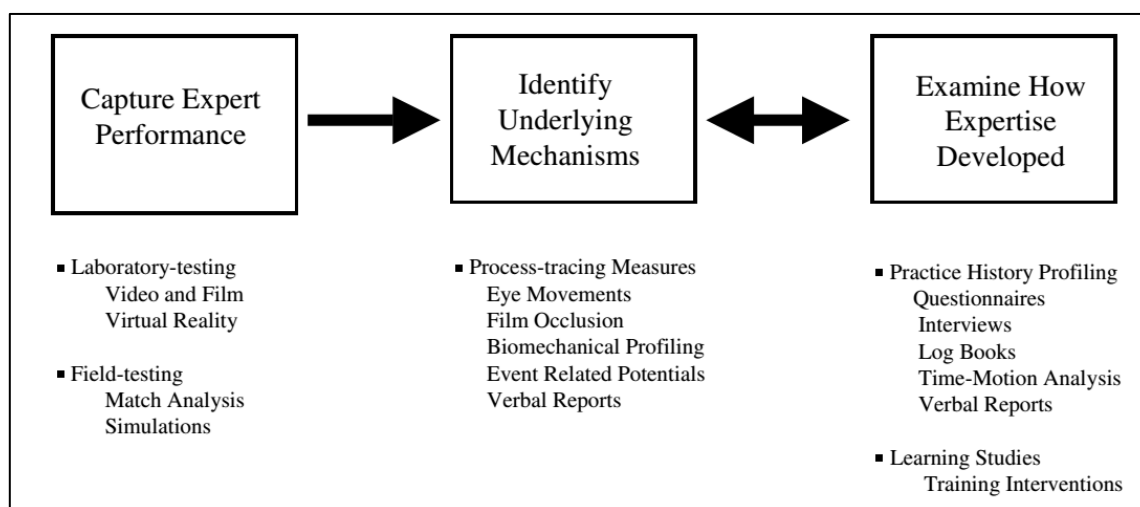 Capture Expert
Performance
Identify
Underlying
Mechanisms
Examine How
Expertise
Developed
▪ Laboratory-testing
Video and Film
Virtual Reality
▪ Field-testing
Match Analysis
Simulations
▪ Process-tracing Measures
Eye Movements
Film Occlusion
Biomechanical Profiling
Event Related Potentials
Verbal Reports
▪ Practice History Profiling
Questionnaires
Interviews
Log Books
Time-Motion Analysis
Verbal Reports
▪ Learning Studies
Training Interventions